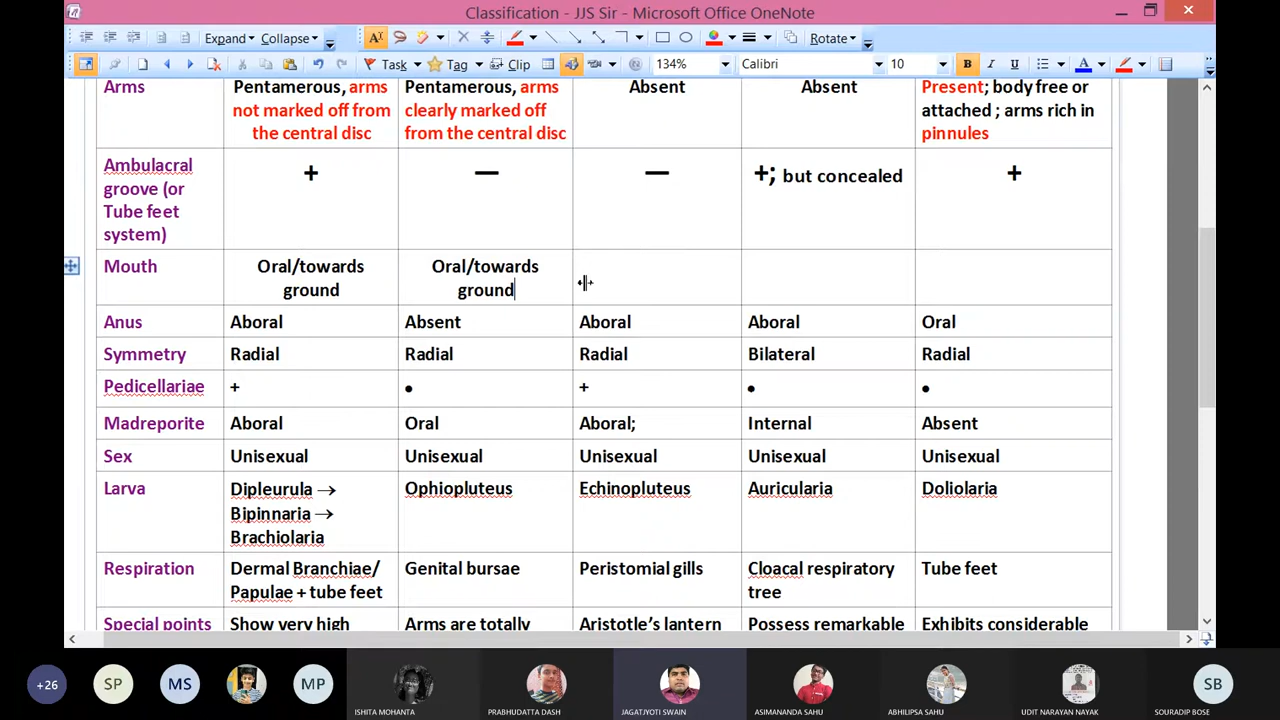 Classification - JJS Sir - Microsoft Office OneNote
Expand Collapse Rotate
Task Tag Clip 134% Calibri 10 B I U A
Arms Pentamerous, arms not marked off from the central disc Pentamerous, arms clearly marked off from the central disc Absent Absent Present; body free or attached ; arms rich in pinnules
Ambulacral groove (or Tube feet system) + — — +; but concealed +
Mouth Oral/towards ground Oral/towards ground
Anus Aboral Absent Aboral Aboral Oral
Symmetry Radial Radial Radial Bilateral Radial
Pedicellariae + • + • •
Madreporite Aboral Oral Aboral; Internal Absent
Sex Unisexual Unisexual Unisexual Unisexual Unisexual
Larva Dipleurula → Bipinnaria → Brachiolaria Ophiopluteus Echinopluteus Auricularia Doliolaria
Respiration Dermal Branchiae/ Papulae + tube feet Genital bursae Peristomial gills Cloacal respiratory tree Tube feet
Special points Show very high Arms are totally Aristotle's lantern Possess remarkable Exhibits considerable
+26 SP MS MP SB
ISHITA MOHANTA PRABHUDATTA DASH JAGATJYOTI SWAIN ASIMANANDA SAHU ABHILIPSA SAHU UDIT NARAYAN NAYAK SOURADIP BOSE